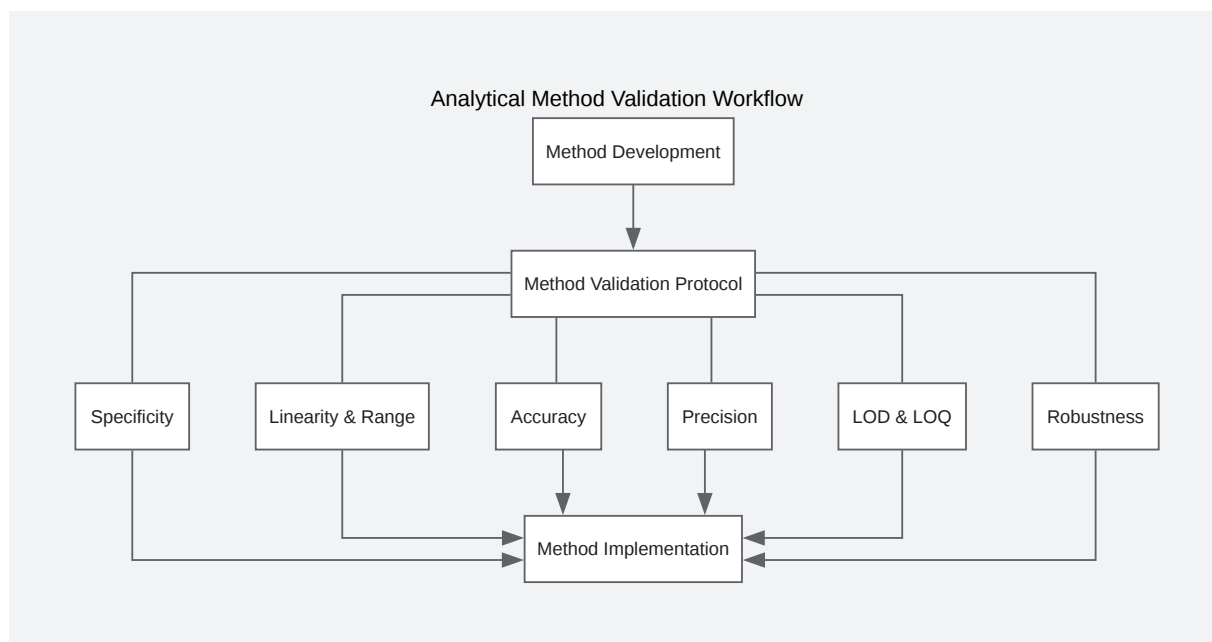 Analytical Method Validation Workflow
Method Development
Method Validation Protocol
Specificity
Linearity & Range
Accuracy
Precision
LOD & LOQ
Robustness
Method Implementation